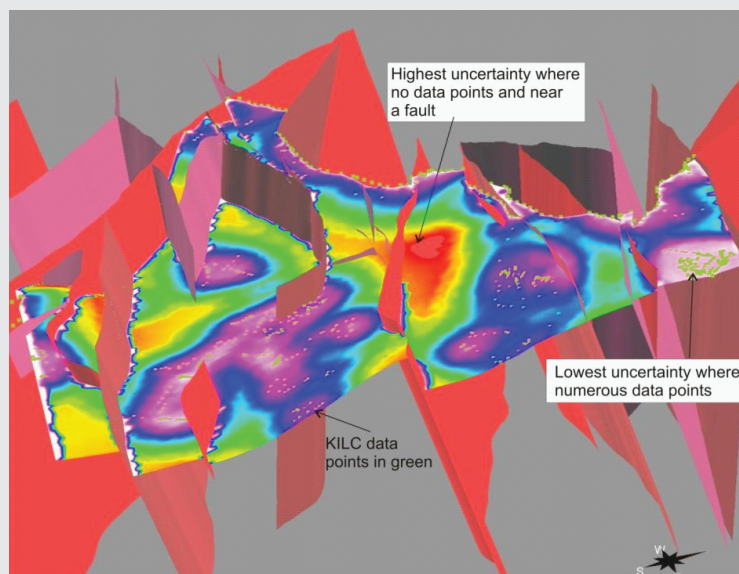 Highest uncertainty where
no data points and near
a fault
Lowest uncertainty where
numerous data points
KILC data
points in green
W
S